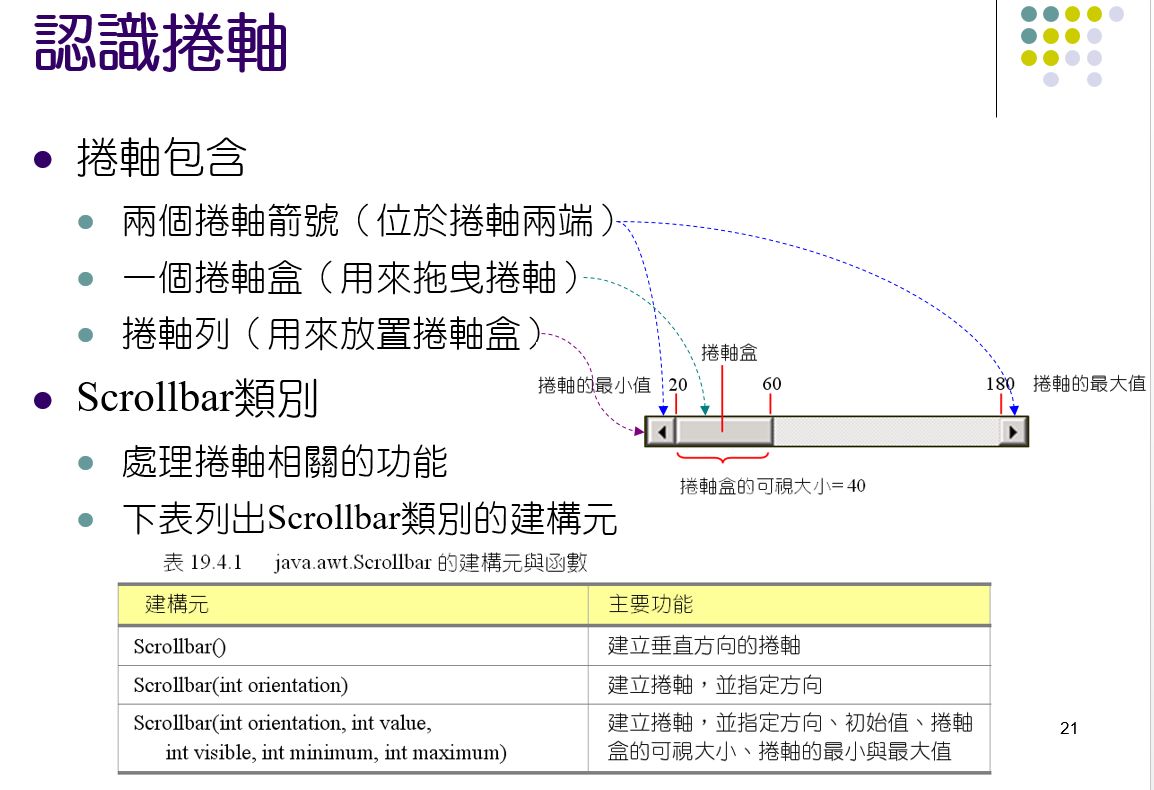 認識捲軸
捲軸包含
兩個捲軸箭號（位於捲軸兩端）
一個捲軸盒（用來拖曳捲軸）
捲軸列（用來放置捲軸盒）
捲軸盒
捲軸的最小值 20 60 180 捲軸的最大值
捲軸盒的可視大小= 40
Scrollbar類別
處理捲軸相關的功能
下表列出Scrollbar類別的建構元
表 19.4.1 java.awt.Scrollbar 的建構元與函數
建構元 主要功能
Scrollbar() 建立垂直方向的捲軸
Scrollbar(int orientation) 建立捲軸，並指定方向
Scrollbar(int orientation, int value, 建立捲軸，並指定方向、初始值、捲軸
int visible, int minimum, int maximum) 盒的可視大小、捲軸的最小與最大值
21